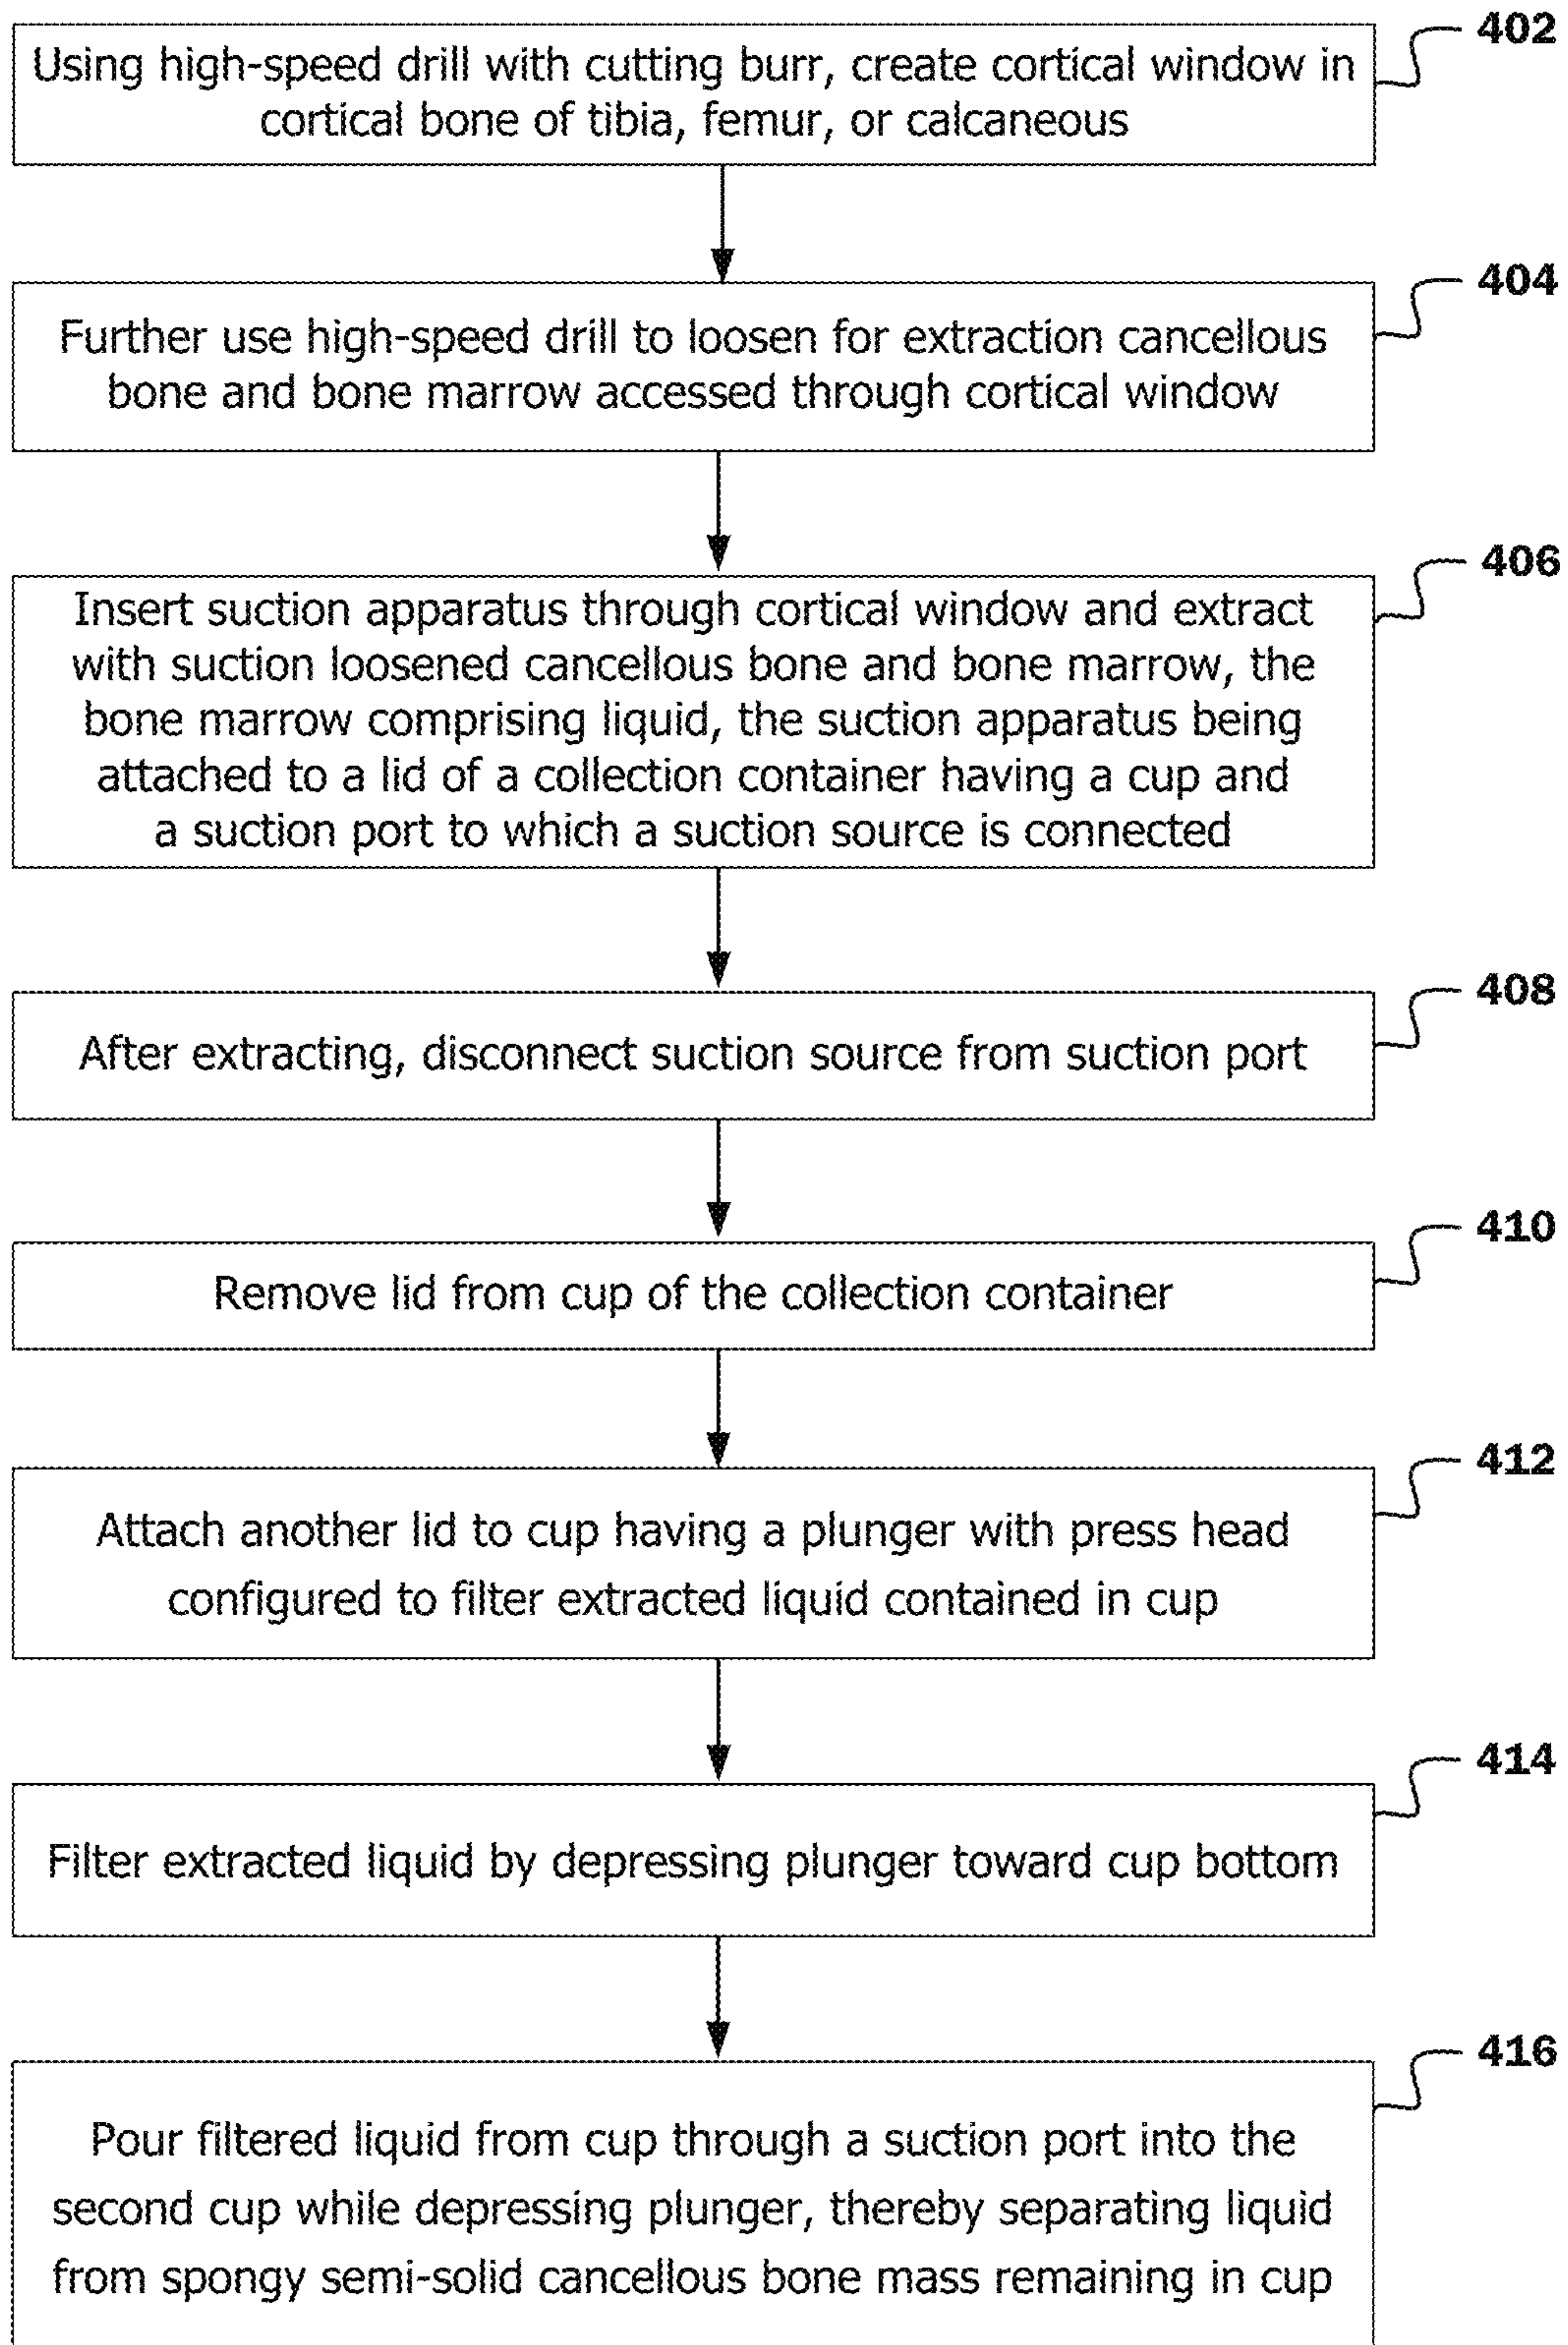 402
Using high-speed drill with cutting burr, create cortical window in
cortical bone of tibia, femur, or calcaneous
404
Further use high-speed drill to loosen for extraction cancellous
bone and bone marrow accessed through cortical window
406
Insert suction apparatus through cortical window and extract
with suction loosened cancellous bone and bone marrow, the
bone marrow comprising liquid, the suction apparatus being
attached to a lid of a collection container having a cup and
a suction port to which a suction source is connected
408
After extracting, disconnect suction source from suction port
410
Remove lid from cup of the collection container
412
Attach another lid to cup having a plunger with press head
configured to filter extracted liquid contained in cup
414
Filter extracted liquid by depressing plunger toward cup bottom
416
Pour filtered liquid from cup through a suction port into the
second cup while depressing plunger, thereby separating liquid
from spongy semi-solid cancellous bone mass remaining in cup